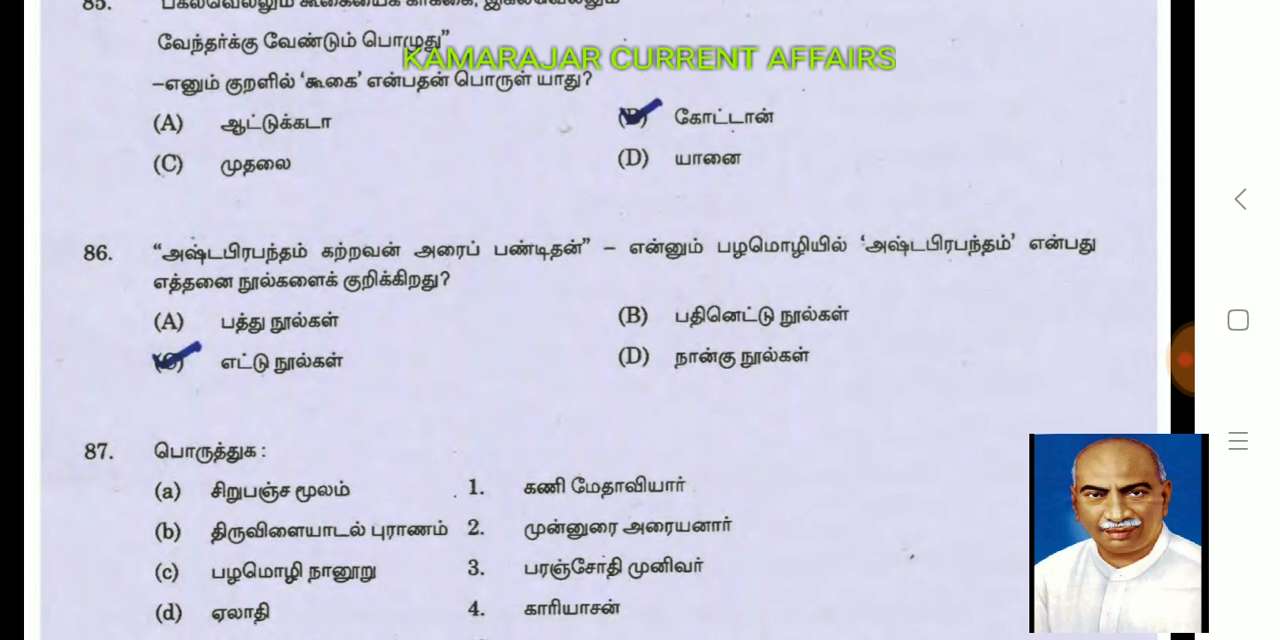 85. "பகல்வெல்லும் கூகையைக் காக்கை; இகல்வெல்லும்
வேந்தர்க்கு வேண்டும் பொழுது"
KAMARAJAR CURRENT AFFAIRS
–எனும் குறளில் 'கூகை' என்பதன் பொருள் யாது?
(A) ஆட்டுக்கடா (B) கோட்டான்
(C) முதலை (D) யானை
86. "அஷ்டபிரபந்தம் கற்றவன் அரைப் பண்டிதன்" – என்னும் பழமொழியில் 'அஷ்டபிரபந்தம்' என்பது
எத்தனை நூல்களைக் குறிக்கிறது?
(A) பத்து நூல்கள் (B) பதினெட்டு நூல்கள்
(C) எட்டு நூல்கள் (D) நான்கு நூல்கள்
87. பொருத்துக :
(a) சிறுபஞ்ச மூலம் 1. கணி மேதாவியார்
(b) திருவிளையாடல் புராணம் 2. முன்னுரை அரையனார்
(c) பழமொழி நானூறு 3. பரஞ்சோதி முனிவர்
(d) ஏலாதி 4. காரியாசன்